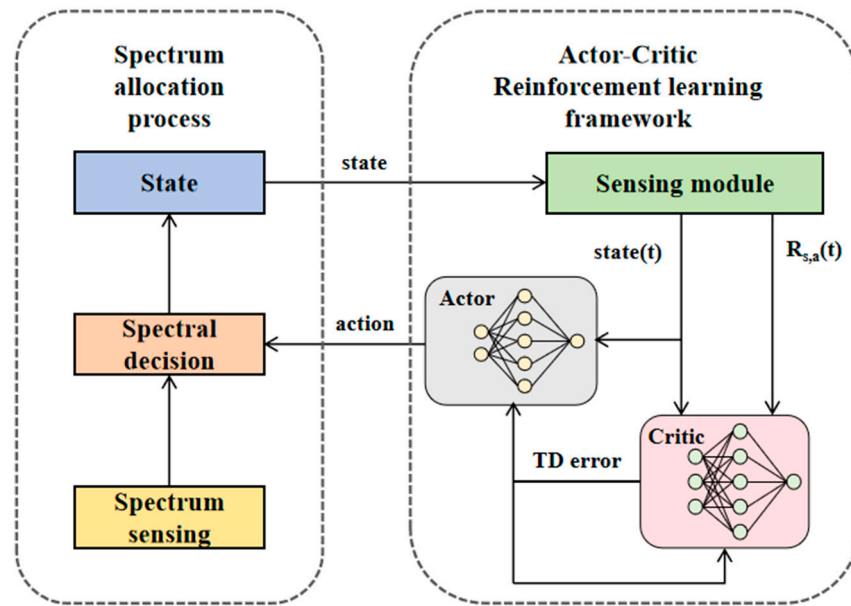 Spectrum
allocation
process
State
Spectral
decision
Spectrum
sensing
state
action
Actor-Critic
Reinforcement learning
framework
Sensing module
state(t)
Rs,a(t)
Actor
Critic
TD error